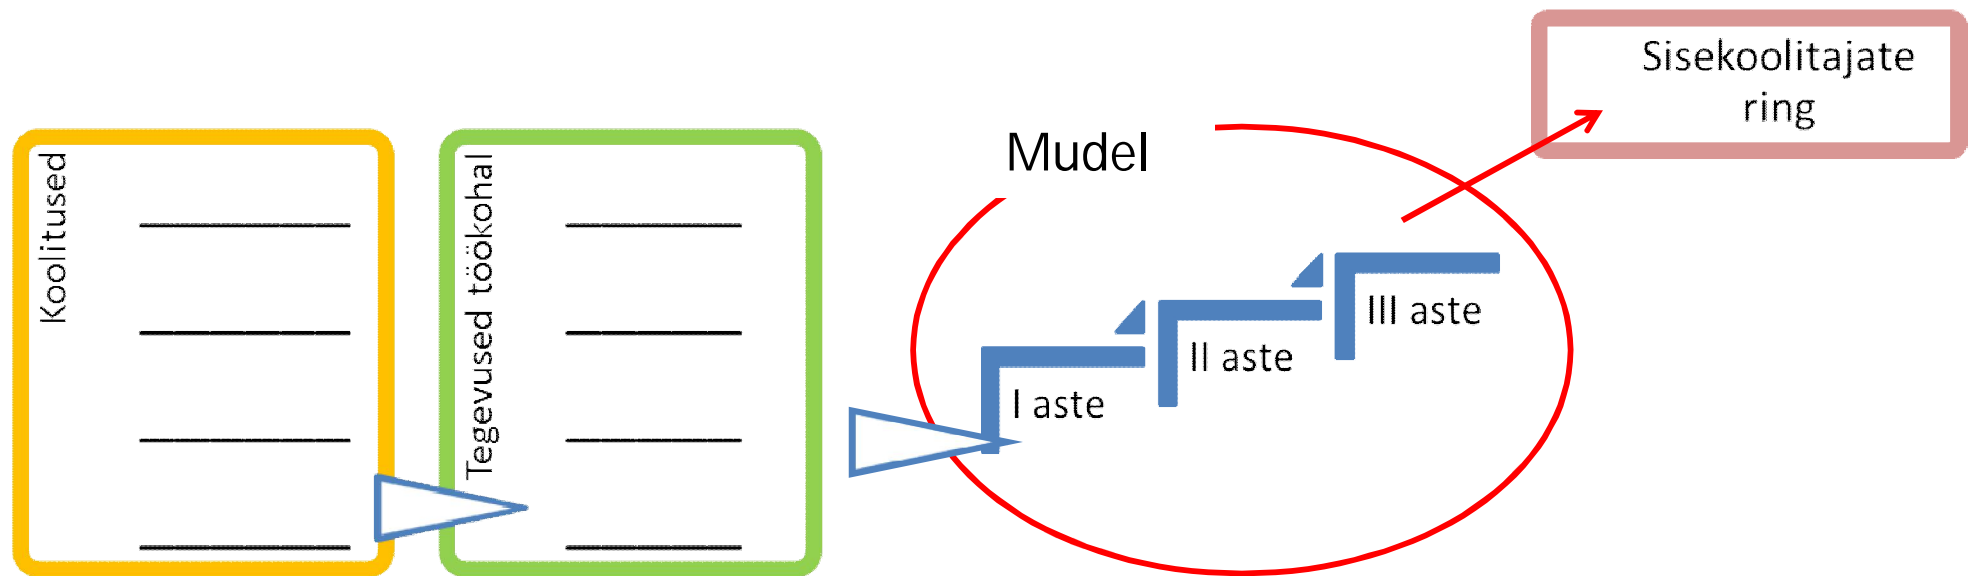 Koolitused
Tegevused töökohal
Mudel
I aste
II aste
III aste
Sisekoolitajate
ring